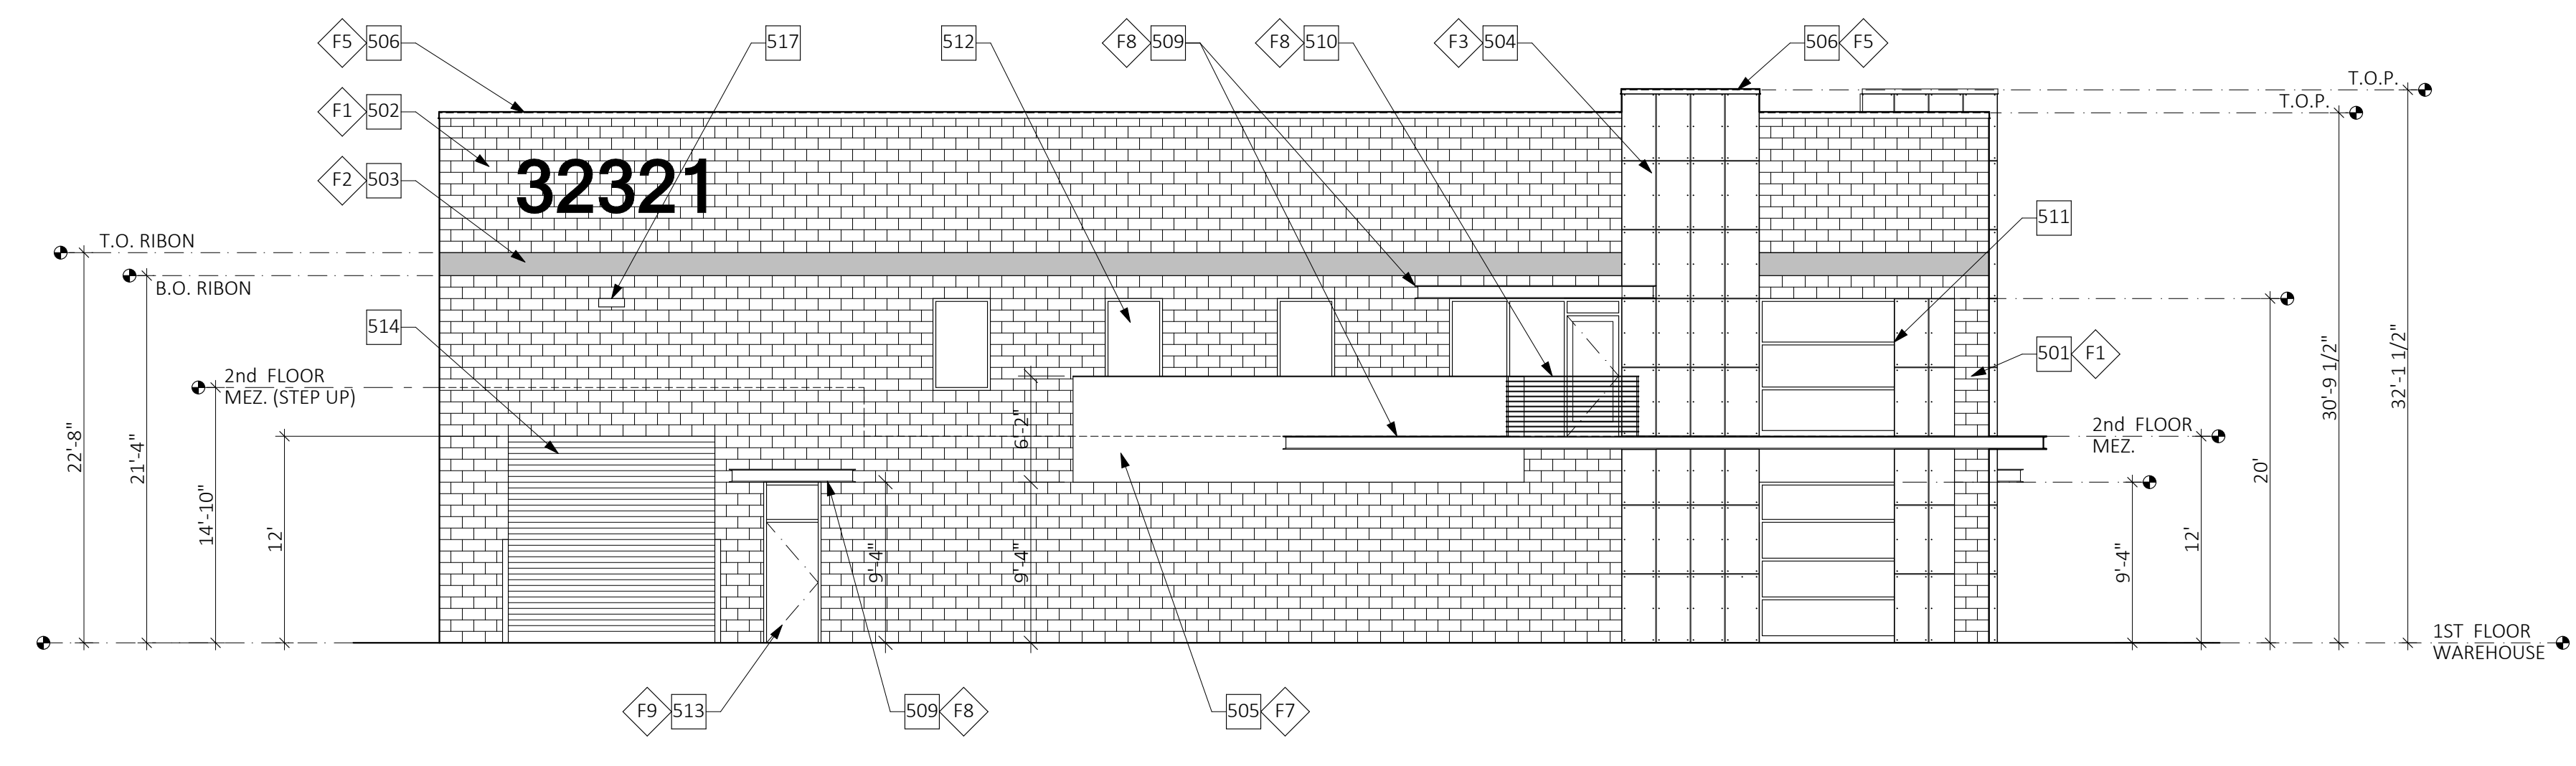 F5 506
517
512
F8 509
F8 510
F3 504
506 F5
T.O.P.
T.O.P.
F1 502
32321
F2 503
511
T.O. RIBON
B.O. RIBON
514
501 F1
2nd FLOOR
MEZ. (STEP UP)
2nd FLOOR
MEZ.
22'-8"
21'-4"
14'-10"
12'
9'-4"
6'-2"
9'-4"
9'-4"
12'
20'
30'-9 1/2"
32'-1 1/2"
1ST FLOOR
WAREHOUSE
F9 513
509 F8
505 F7